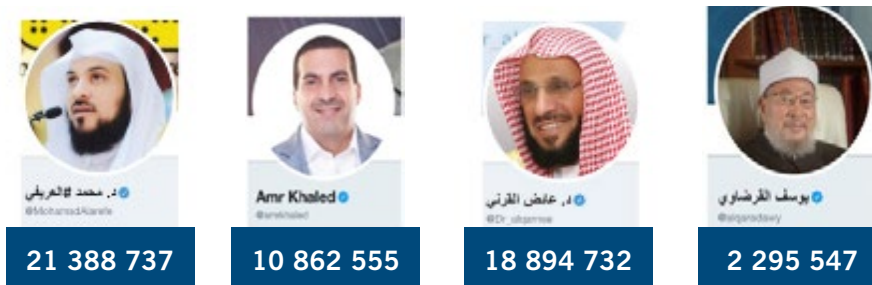 د. محمد #العريفي
@MohamadAlarefe
21 388 737
Amr Khaled
@amrkhaled
10 862 555
د. عائض القرني
@Dr_alqarnee
18 894 732
يوسف القرضاوي
@alqaradawy
2 295 547